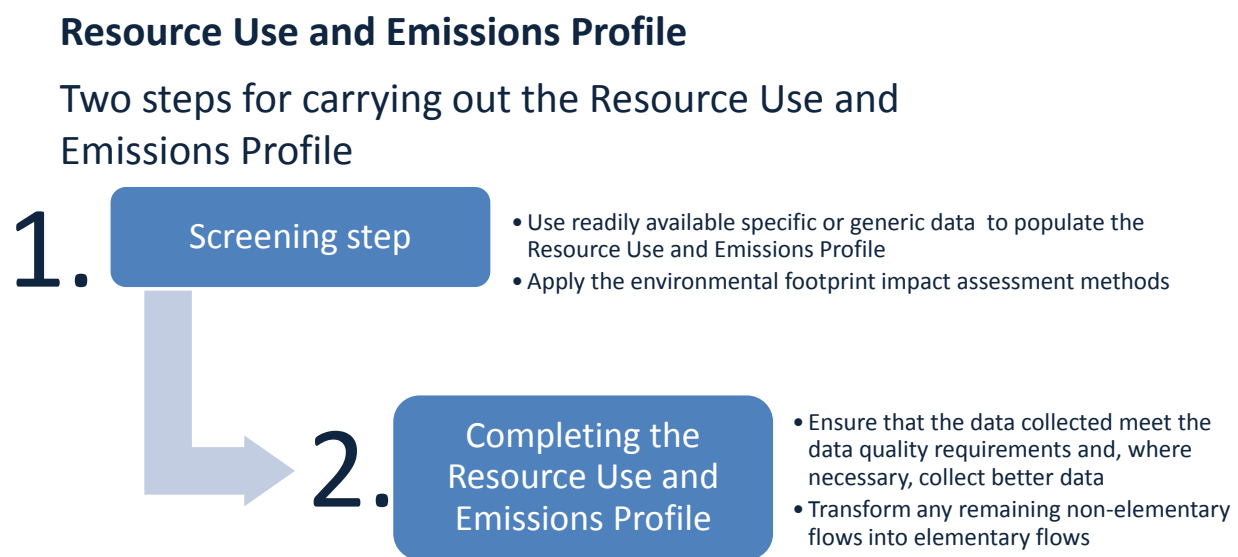 Resource Use and Emissions Profile
Two steps for carrying out the Resource Use and
Emissions Profile
1.
Screening step
• Use readily available specific or generic data to populate the
Resource Use and Emissions Profile
• Apply the environmental footprint impact assessment methods
2.
Completing the
Resource Use and
Emissions Profile
• Ensure that the data collected meet the
data quality requirements and, where
necessary, collect better data
• Transform any remaining non-elementary
flows into elementary flows